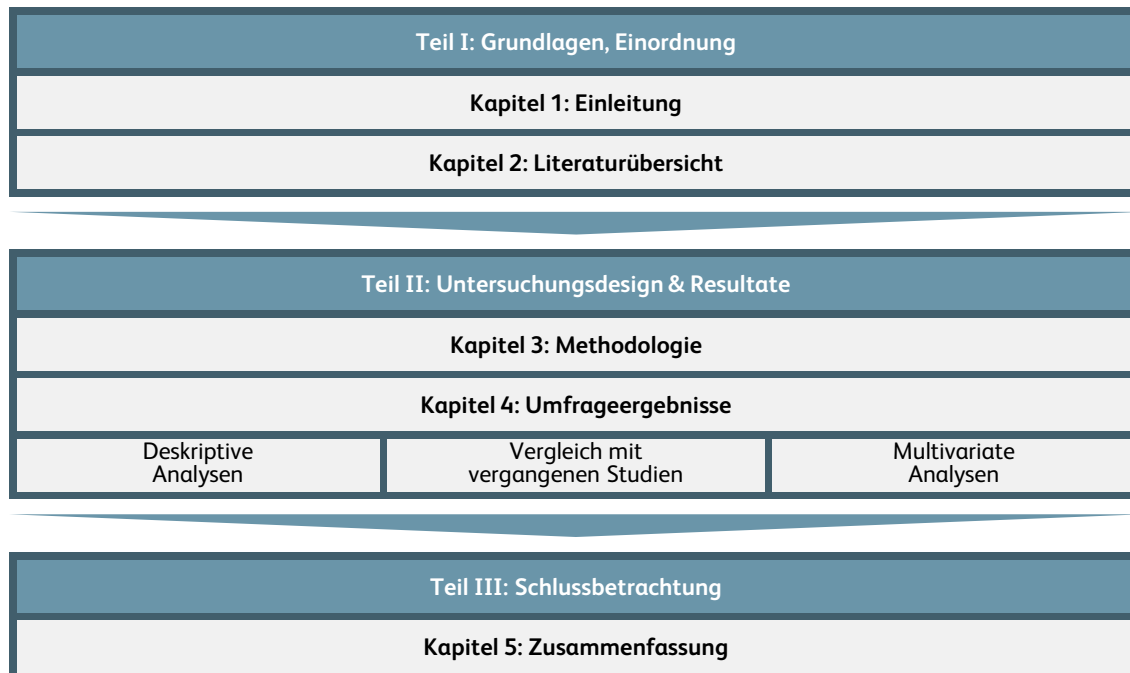 Teil I: Grundlagen, Einordnung
Kapitel 1: Einleitung
Kapitel 2: Literaturübersicht
Teil II: Untersuchungsdesign & Resultate
Kapitel 3: Methodologie
Kapitel 4: Umfrageergebnisse
Deskriptive
Analysen
Vergleich mit
vergangenen Studien
Multivariate
Analysen
Teil III: Schlussbetrachtung
Kapitel 5: Zusammenfassung